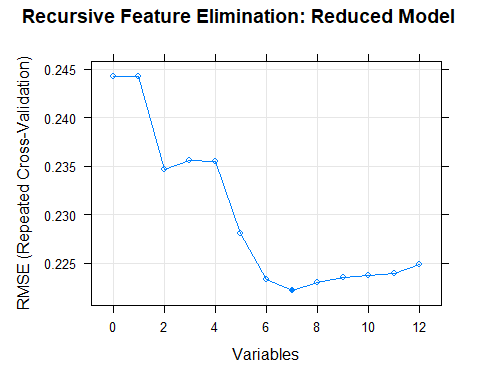 Recursive Feature Elimination: Reduced Model
RMSE (Repeated Cross-Validation)
0.245
0.240
0.235
0.230
0.225
0 2 4 6 8 10 12
Variables